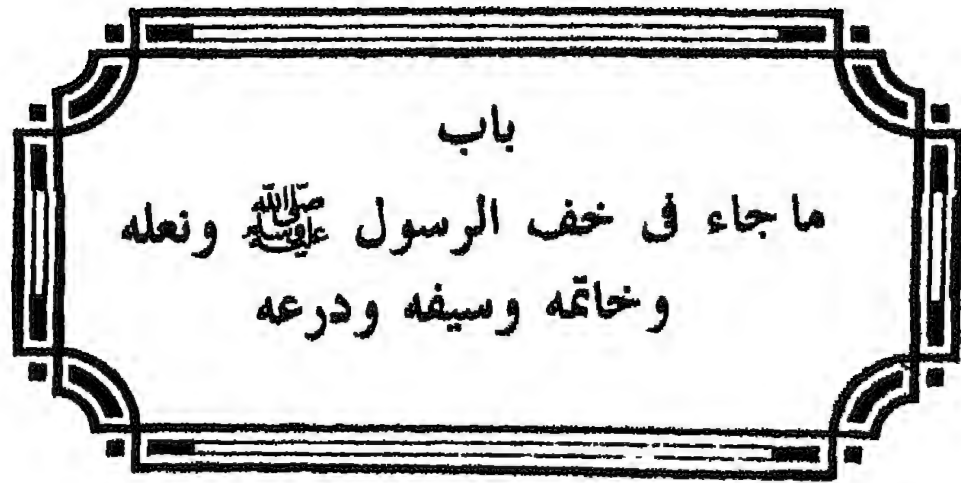 باب
ما جاء فى خف الرسول ﷺ ونعله
وخاتمه وسيفه ودرعه